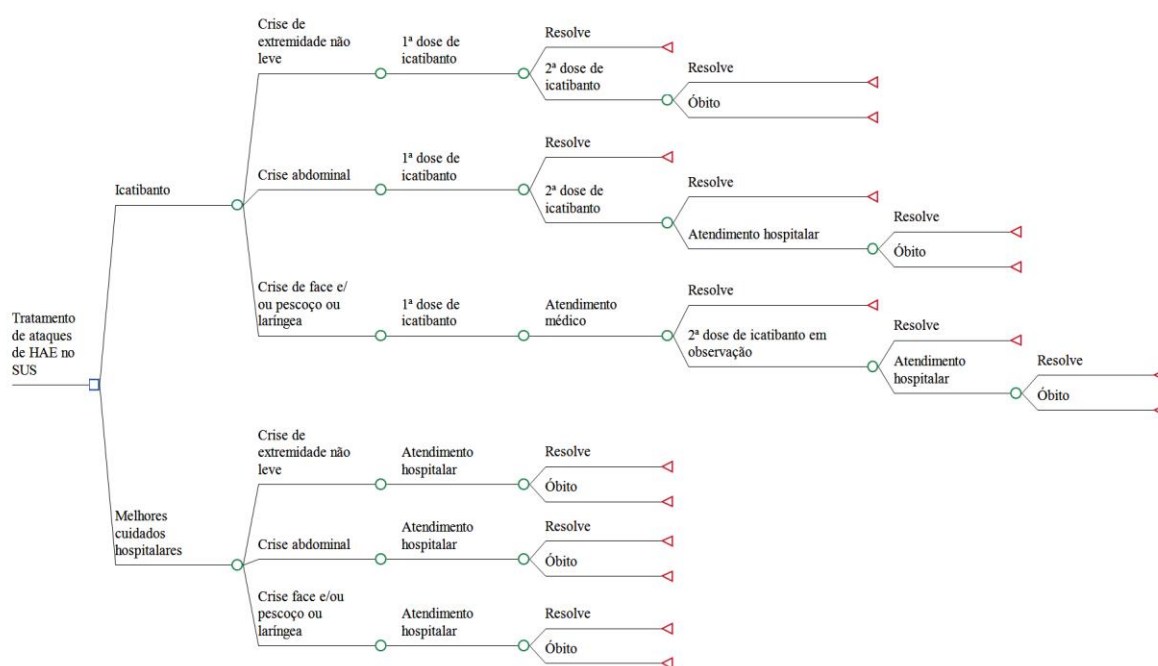 Crise de
extremidade não
leve
1ª dose de
icatibanto
Resolve
2ª dose de
icatibanto
Resolve
Óbito
Icatibanto
Crise abdominal
1ª dose de
icatibanto
Resolve
2ª dose de
icatibanto
Resolve
Atendimento hospitalar
Resolve
Óbito
Crise de face e/
ou pescoço ou
laríngea
1ª dose de
icatibanto
Atendimento
médico
Resolve
2ª dose de icatibanto em
observação
Resolve
Atendimento
hospitalar
Resolve
Óbito
Tratamento
de ataques
de HAE no
SUS
Melhores
cuidados
hospitalares
Crise de
extremidade não
leve
Atendimento
hospitalar
Resolve
Óbito
Crise abdominal
Atendimento
hospitalar
Resolve
Óbito
Crise face e/ou
pescoço ou
laríngea
Atendimento
hospitalar
Resolve
Óbito